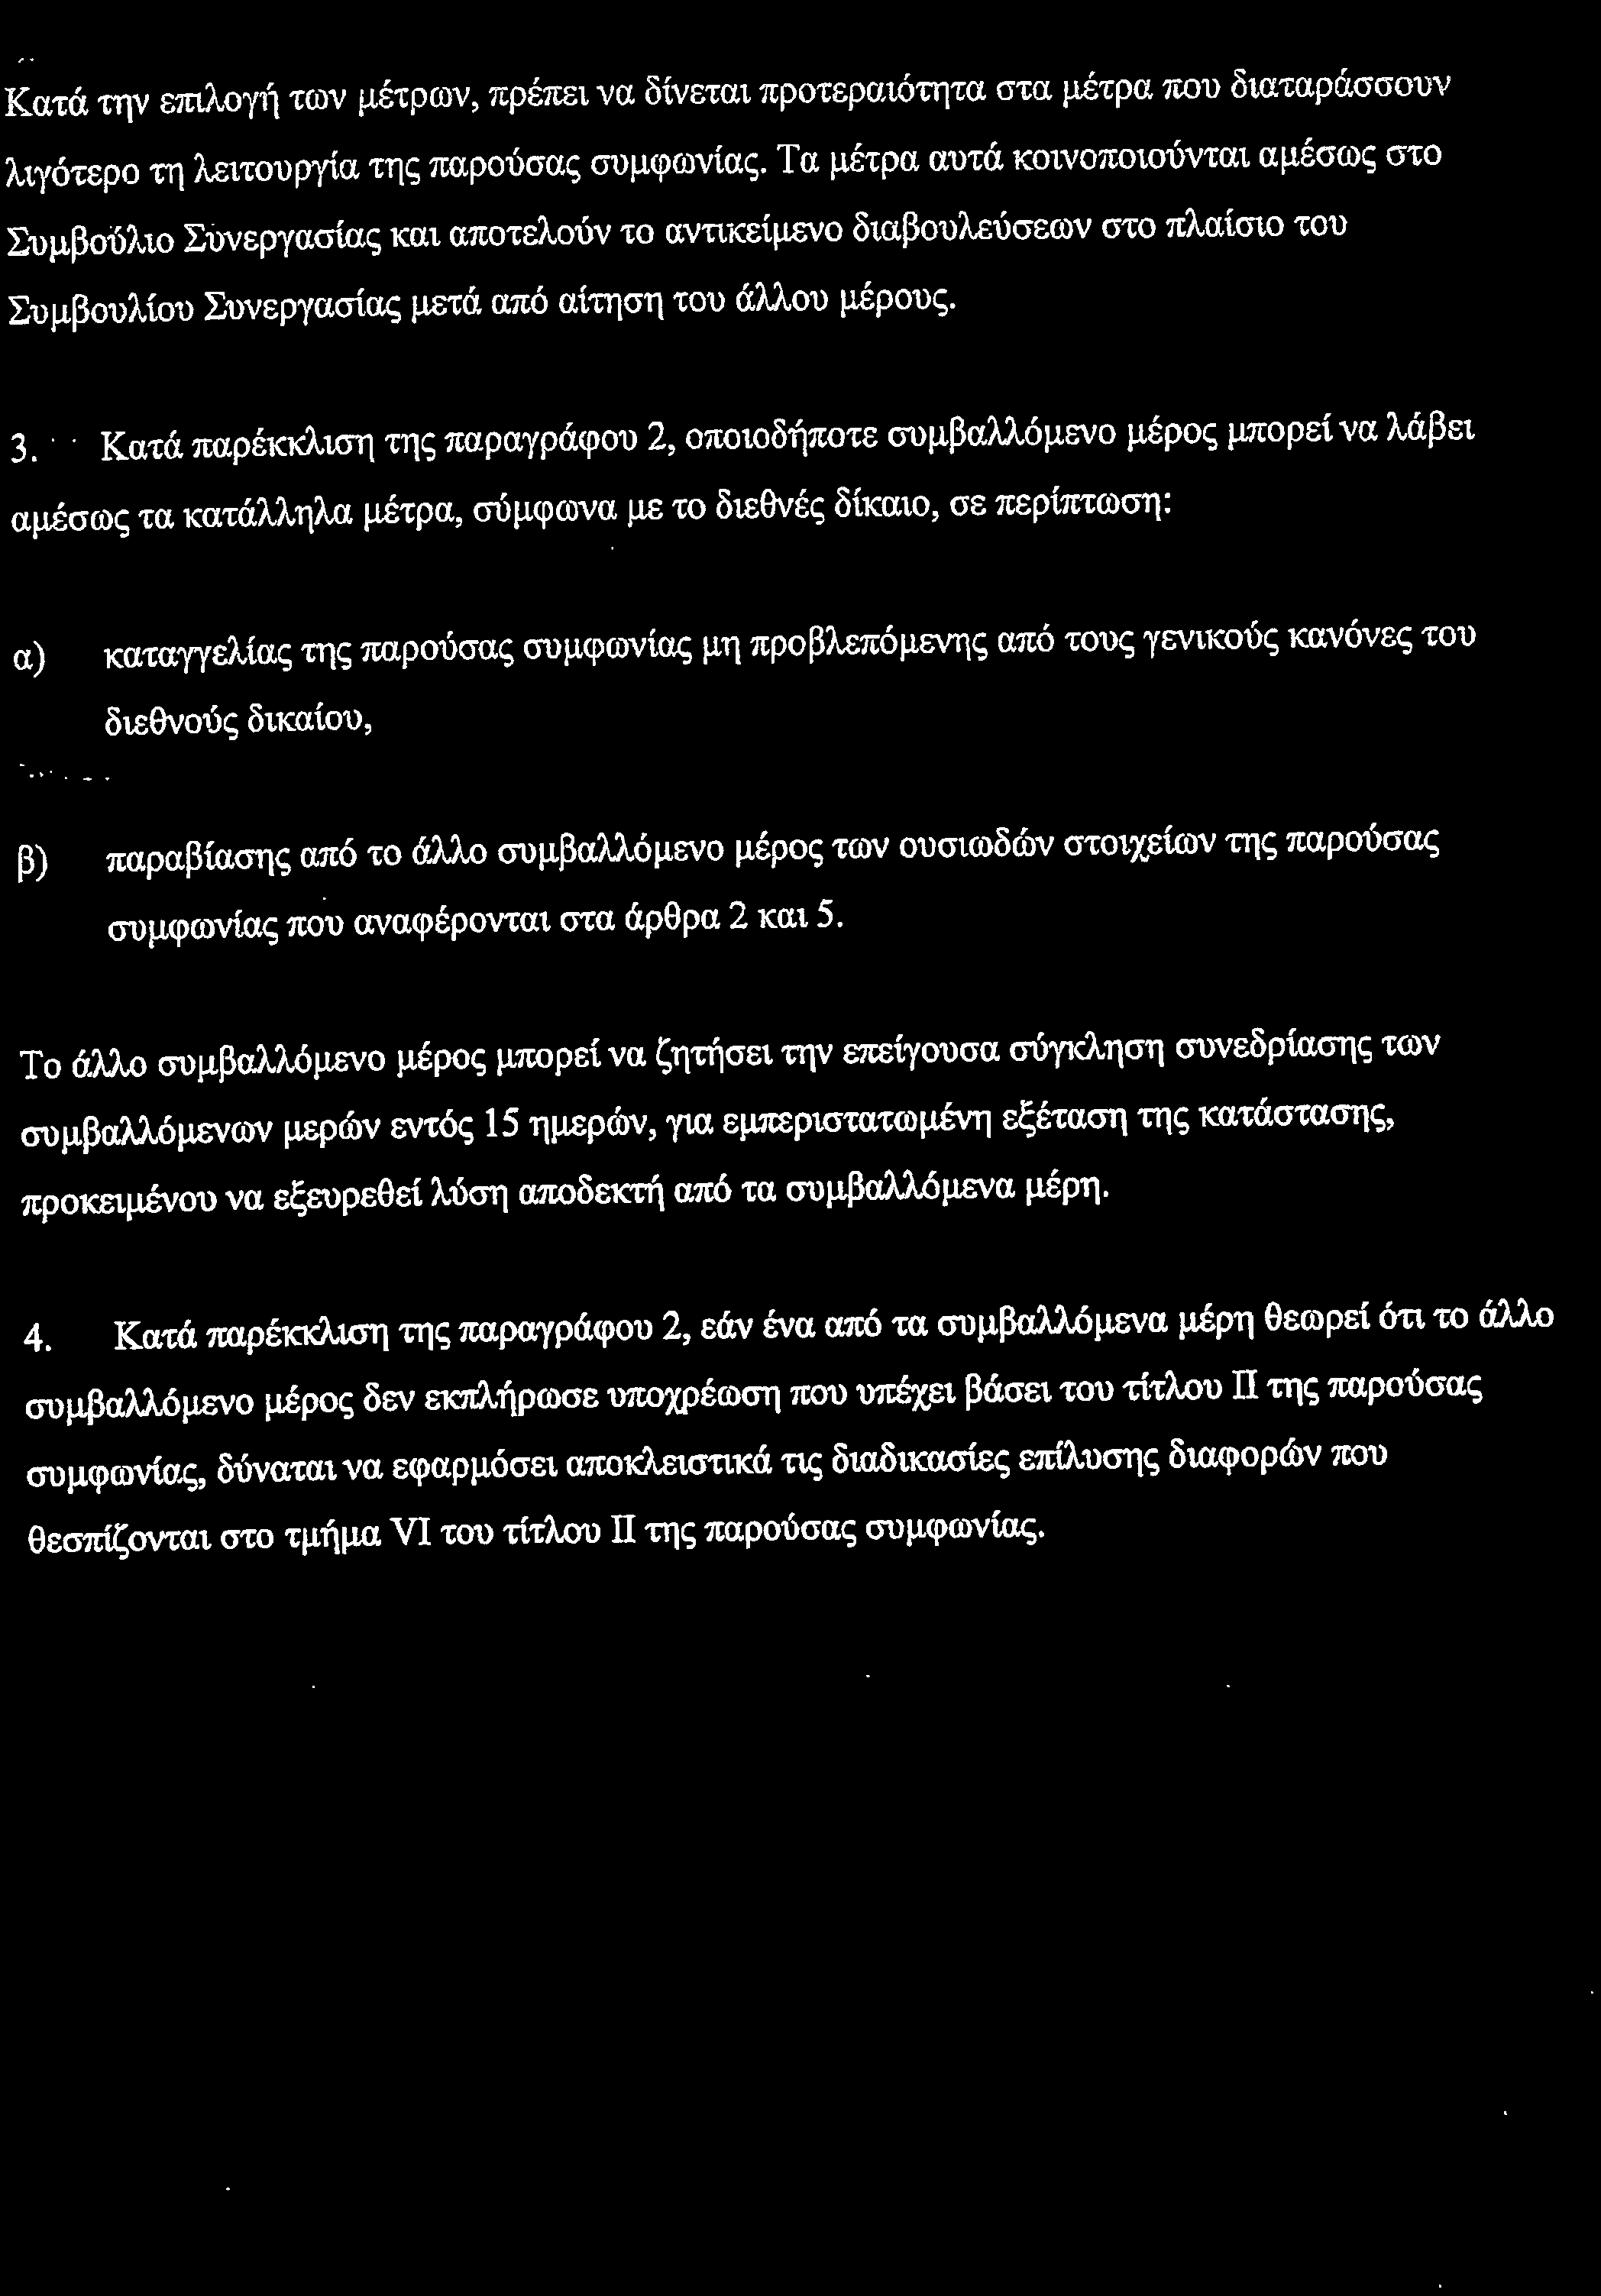 Κατά την επιλογή των μέτρων, πρέπει να δίνεται προτεραιότητα στα μέτρα που διαταράσσουν
λιγότερο τη λειτουργία της παρούσας συμφωνίας. Τα μέτρα αυτά κοινοποιούνται αμέσως στο
Συμβούλιο Συνεργασίας και αποτελούν το αντικείμενο διαβουλεύσεων στο πλαίσιο του
Συμβουλίου Συνεργασίας μετά από αίτηση του άλλου μέρους.
3. Κατά παρέκκλιση της παραγράφου 2, οποιοδήποτε συμβαλλόμενο μέρος μπορεί να λάβει
αμέσως τα κατάλληλα μέτρα, σύμφωνα με το διεθνές δίκαιο, σε περίπτωση:
α) καταγγελίας της παρούσας συμφωνίας μη προβλεπόμενης από τους γενικούς κανόνες του
διεθνούς δικαίου,
β) παραβίασης από το άλλο συμβαλλόμενο μέρος των ουσιωδών στοιχείων της παρούσας
συμφωνίας που αναφέρονται στα άρθρα 2 και 5.
Το άλλο συμβαλλόμενο μέρος μπορεί να ζητήσει την επείγουσα σύγκληση συνεδρίασης των
συμβαλλόμενων μερών εντός 15 ημερών, για εμπεριστατωμένη εξέταση της κατάστασης,
προκειμένου να εξευρεθεί λύση αποδεκτή από τα συμβαλλόμενα μέρη.
4. Κατά παρέκκλιση της παραγράφου 2, εάν ένα από τα συμβαλλόμενα μέρη θεωρεί ότι το άλλο
συμβαλλόμενο μέρος δεν εκπλήρωσε υποχρέωση που υπέχει βάσει του τίτλου II της παρούσας
συμφωνίας, δύναται να εφαρμόσει αποκλειστικά τις διαδικασίες επίλυσης διαφορών που
θεσπίζονται στο τμήμα VI του τίτλου II της παρούσας συμφωνίας.